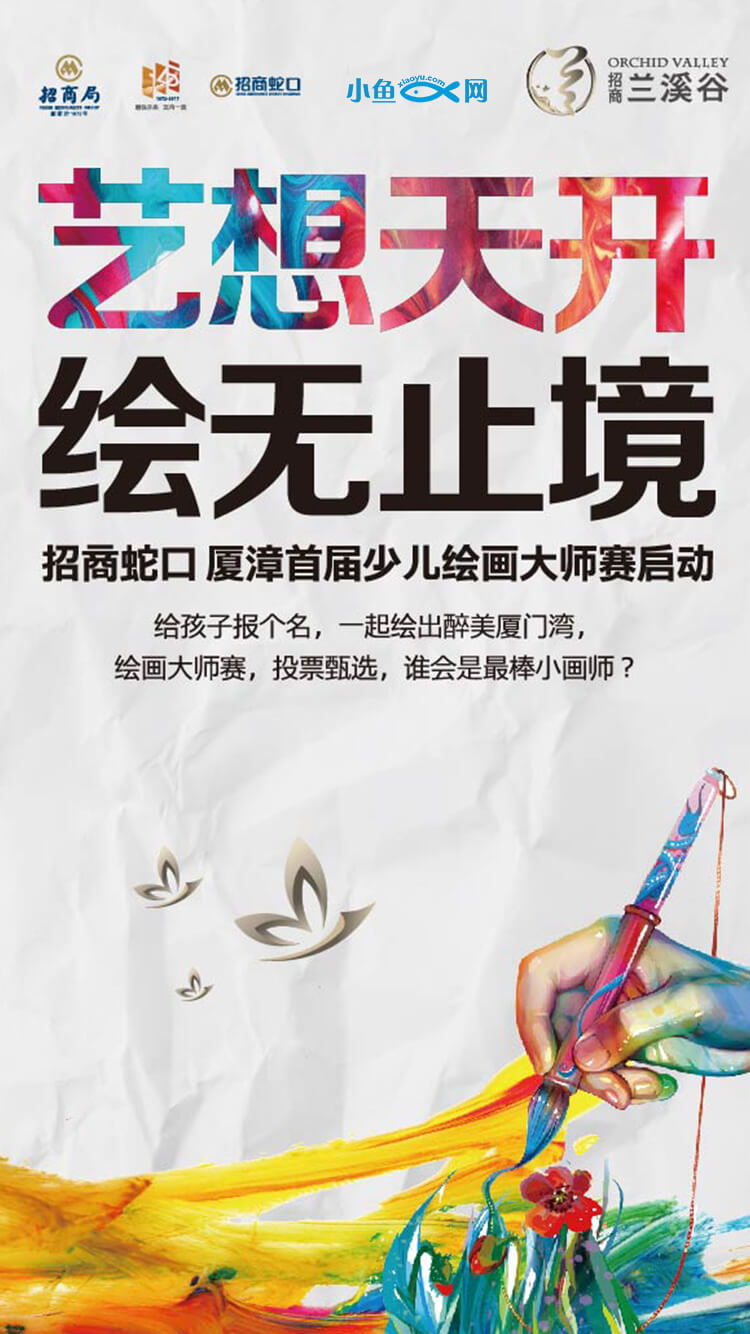 招商局
招商蛇口
小鱼网
xiaoyu.com
ORCHID VALLEY
招商 兰溪谷
艺想天开
绘无止境
招商蛇口 厦漳首届少儿绘画大师赛启动
给孩子报个名，一起绘出醉美厦门湾，
绘画大师赛，投票甄选，谁会是最棒小画师？